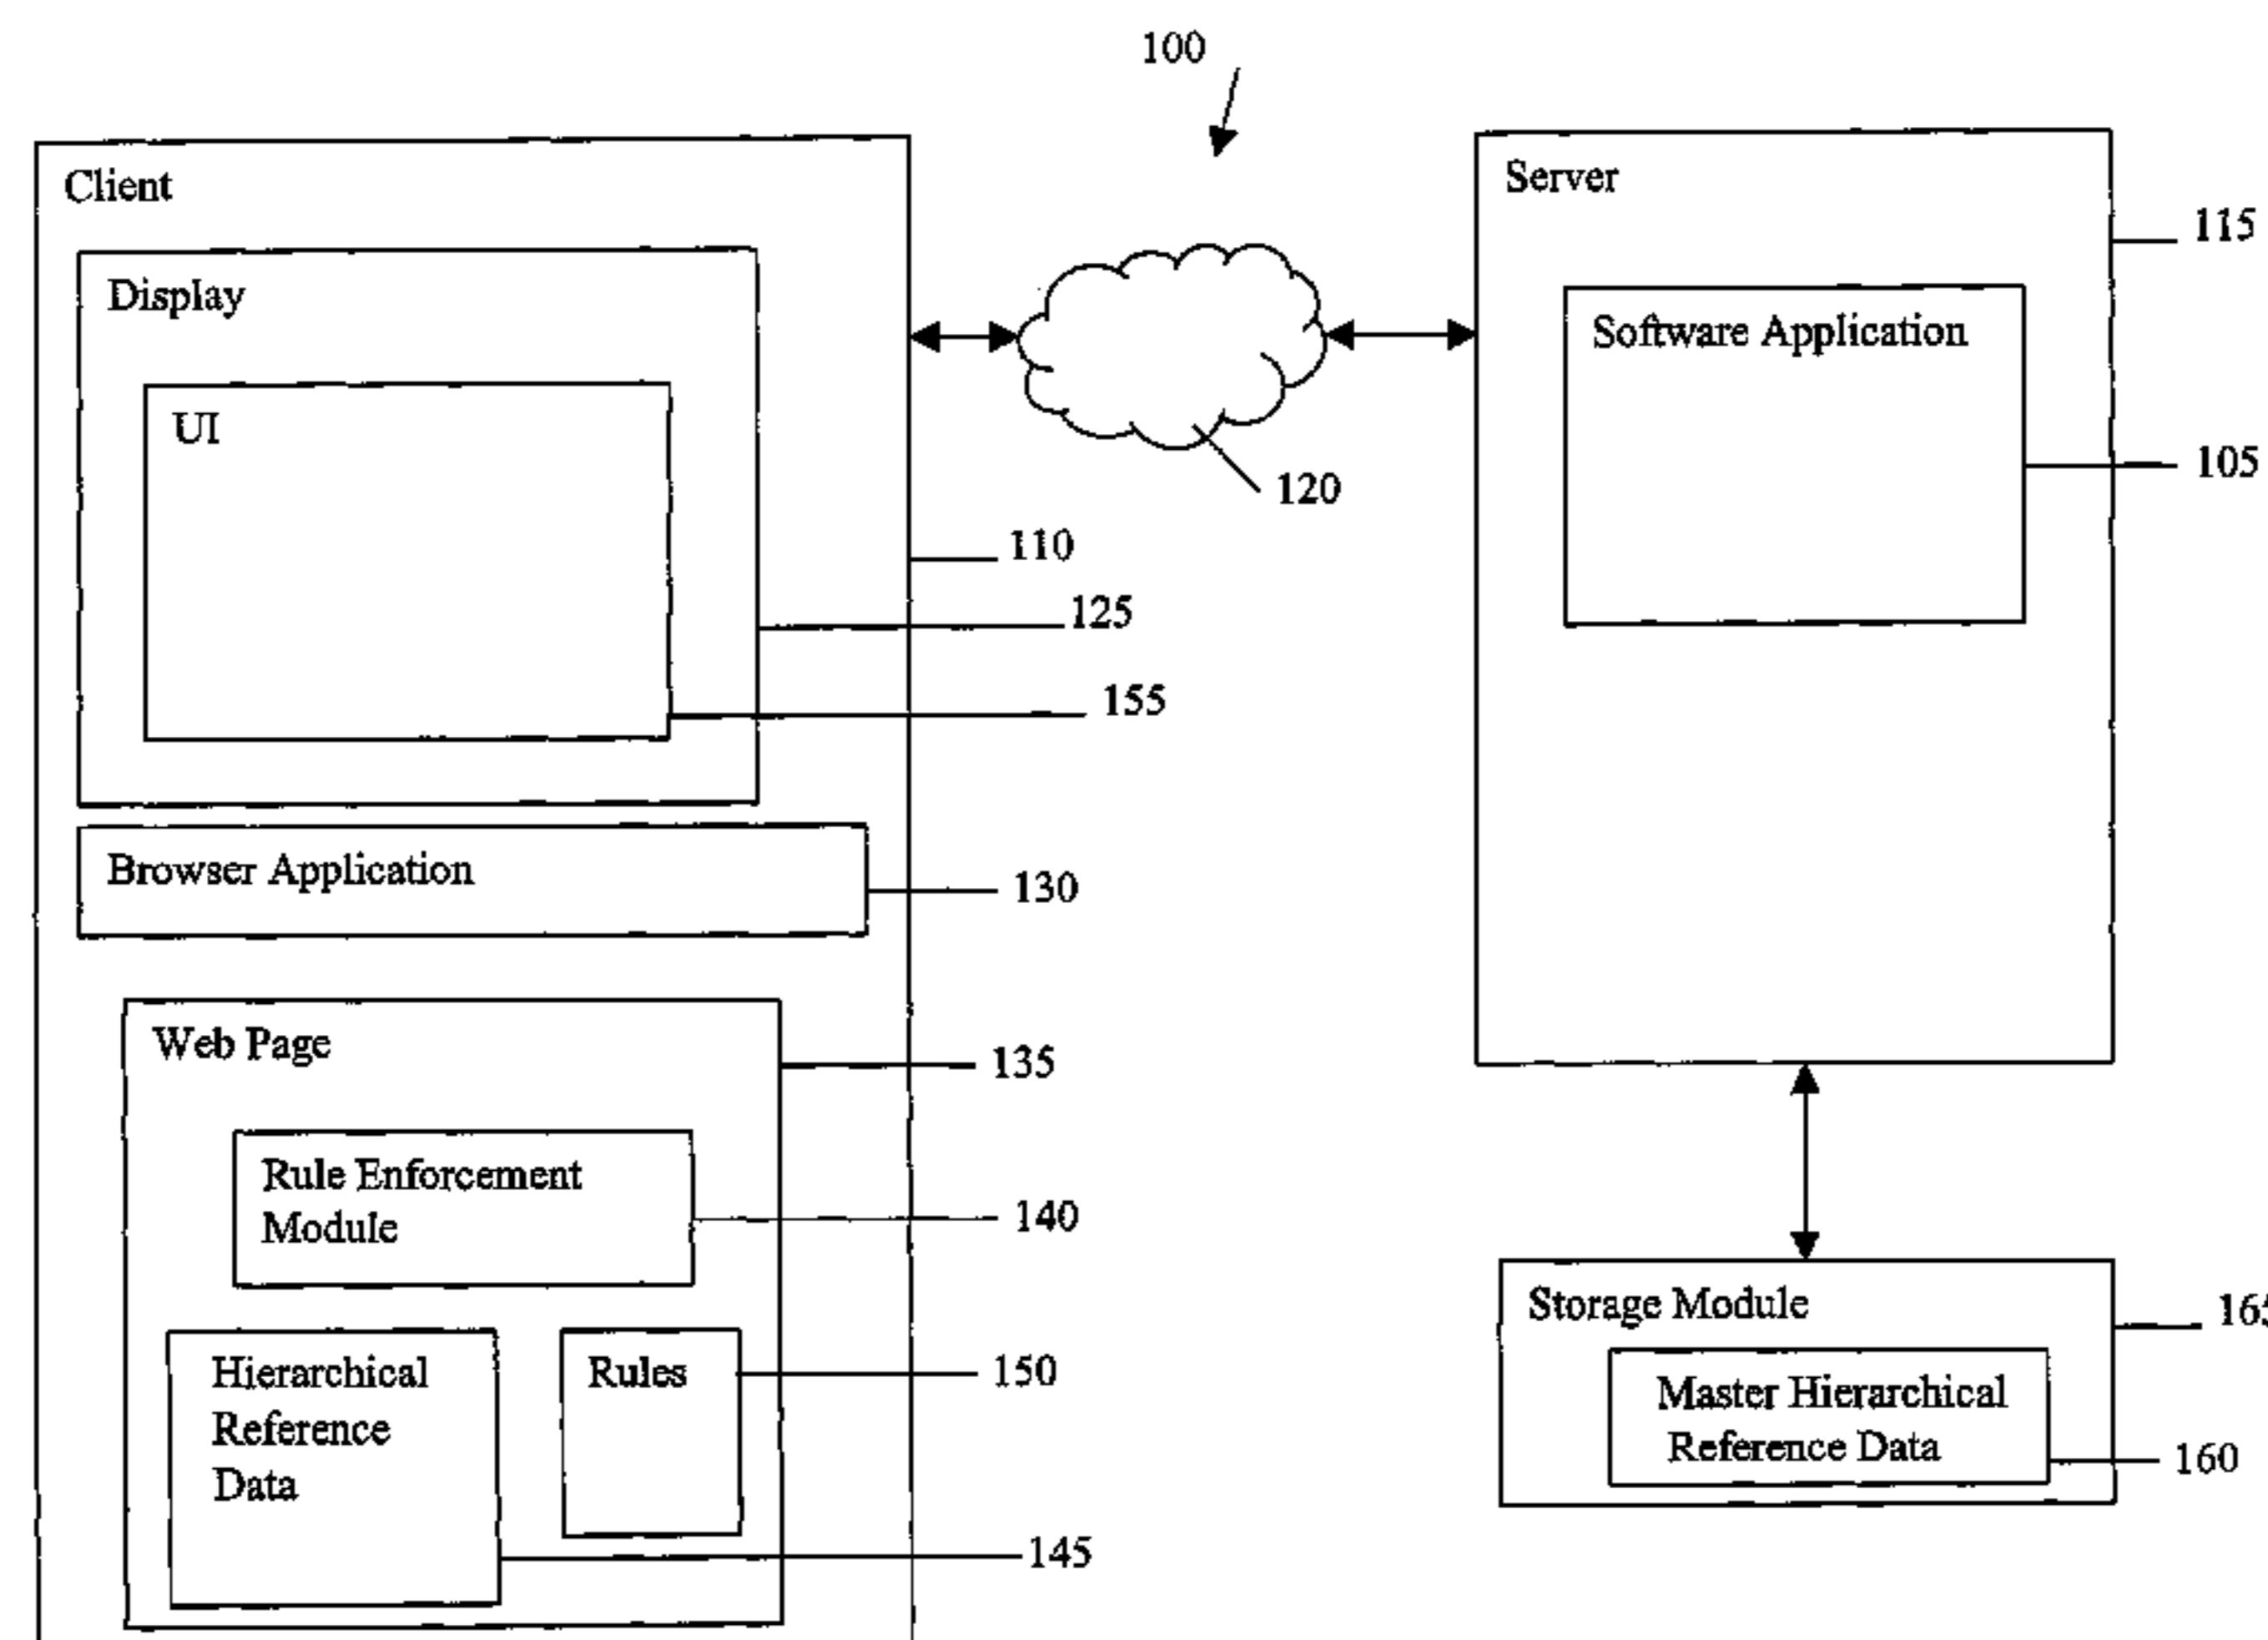 100
Client
Display
UI
Server
115
Software Application
105
120
110
125
155
Browser Application
130
Web Page
135
Rule Enforcement
Module
140
Hierarchical
Reference
Data
Rules
150
145
Storage Module
165
Master Hierarchical
Reference Data
160